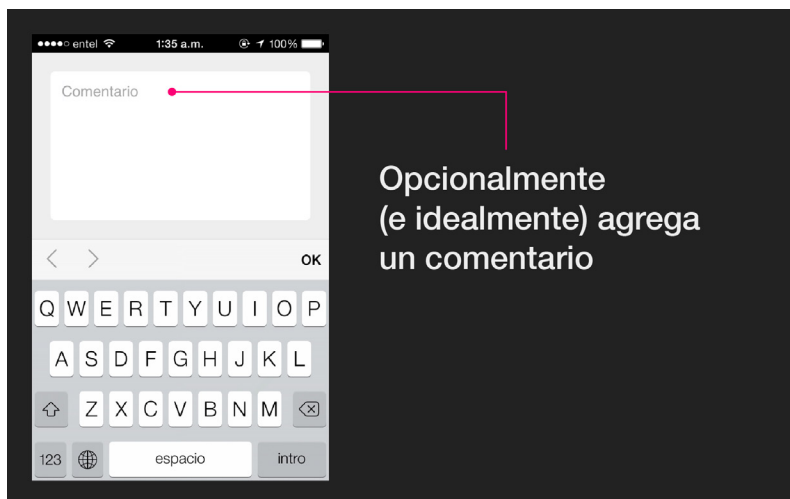 entel 1:35 a.m. 100%
Comentario
Opcionalmente
(e idealmente) agrega
un comentario
OK
Q W E R T Y U I O P
A S D F G H J K L
Z X C V B N M
123 espacio intro